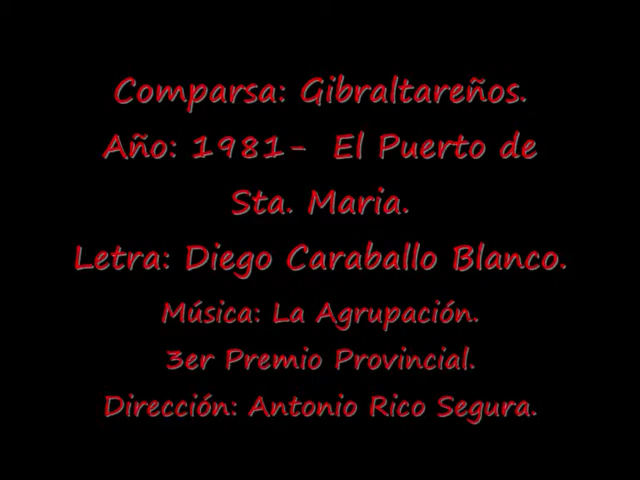 Comparsa: Gibraltareños.
Año: 1981- El Puerto de
Sta. Maria.
Letra: Diego Caraballo Blanco.
Música: La Agrupación.
3er Premio Provincial.
Dirección: Antonio Rico Segura.